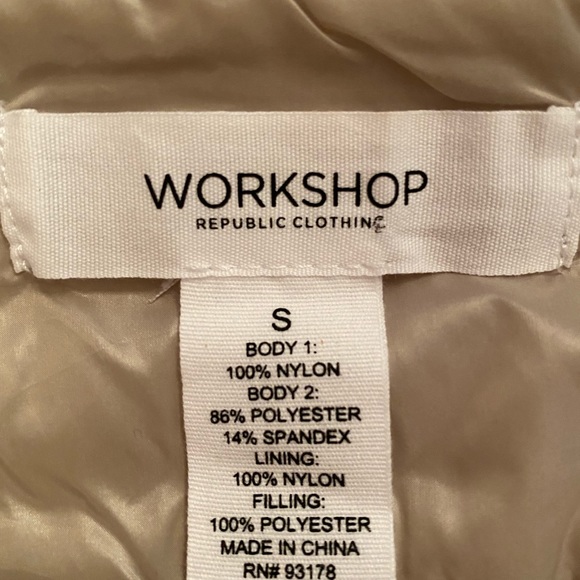 WORKSHOP
REPUBLIC CLOTHING
S
BODY 1:
100% NYLON
BODY 2:
86% POLYESTER
14% SPANDEX
LINING:
100% NYLON
FILLING:
100% POLYESTER
MADE IN CHINA
RN# 93178